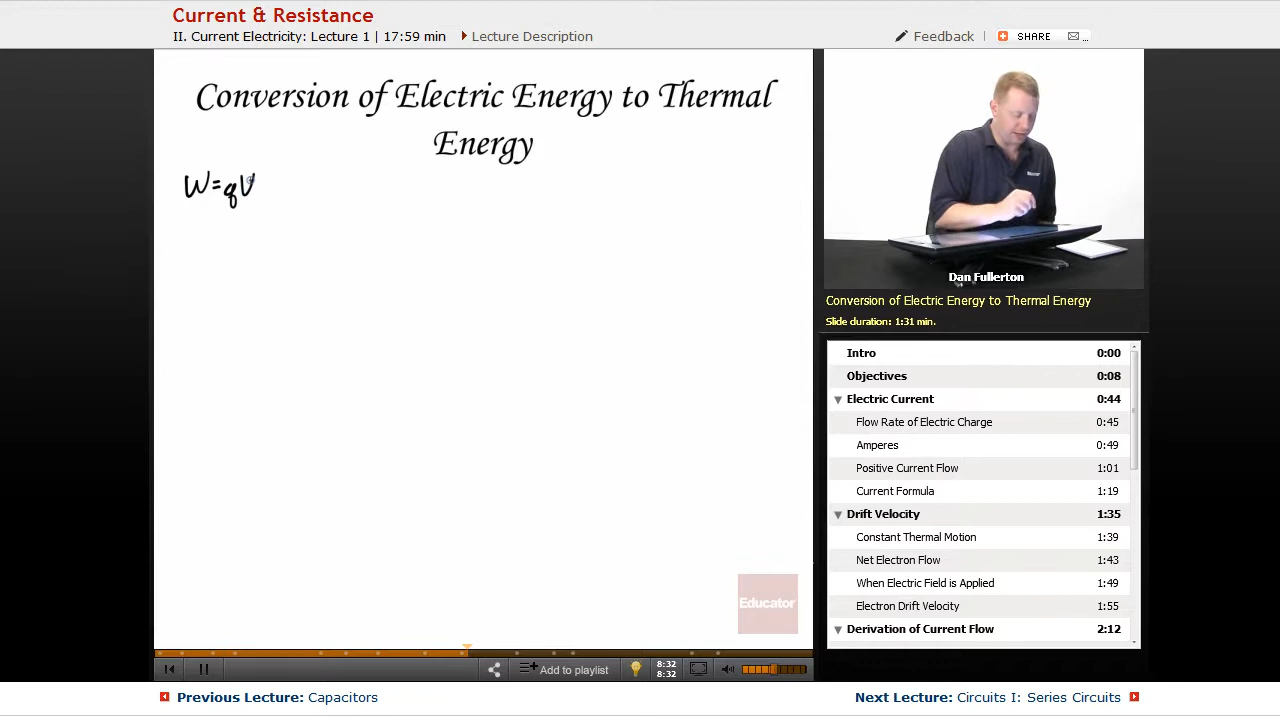 Current & Resistance
II. Current Electricity: Lecture 1 | 17:59 min
Lecture Description
Feedback
SHARE
Conversion of Electric Energy to Thermal
Energy
W=qV
Educator
Dan Fullerton
Conversion of Electric Energy to Thermal Energy
Slide duration: 1:31 min.
Intro 0:00
Objectives 0:08
Electric Current 0:44
Flow Rate of Electric Charge 0:45
Amperes 0:49
Positive Current Flow 1:01
Current Formula 1:19
Drift Velocity 1:35
Constant Thermal Motion 1:39
Net Electron Flow 1:43
When Electric Field is Applied 1:49
Electron Drift Velocity 1:55
Derivation of Current Flow 2:12
Add to playlist
8:32
8:32
Previous Lecture: Capacitors
Next Lecture: Circuits I: Series Circuits